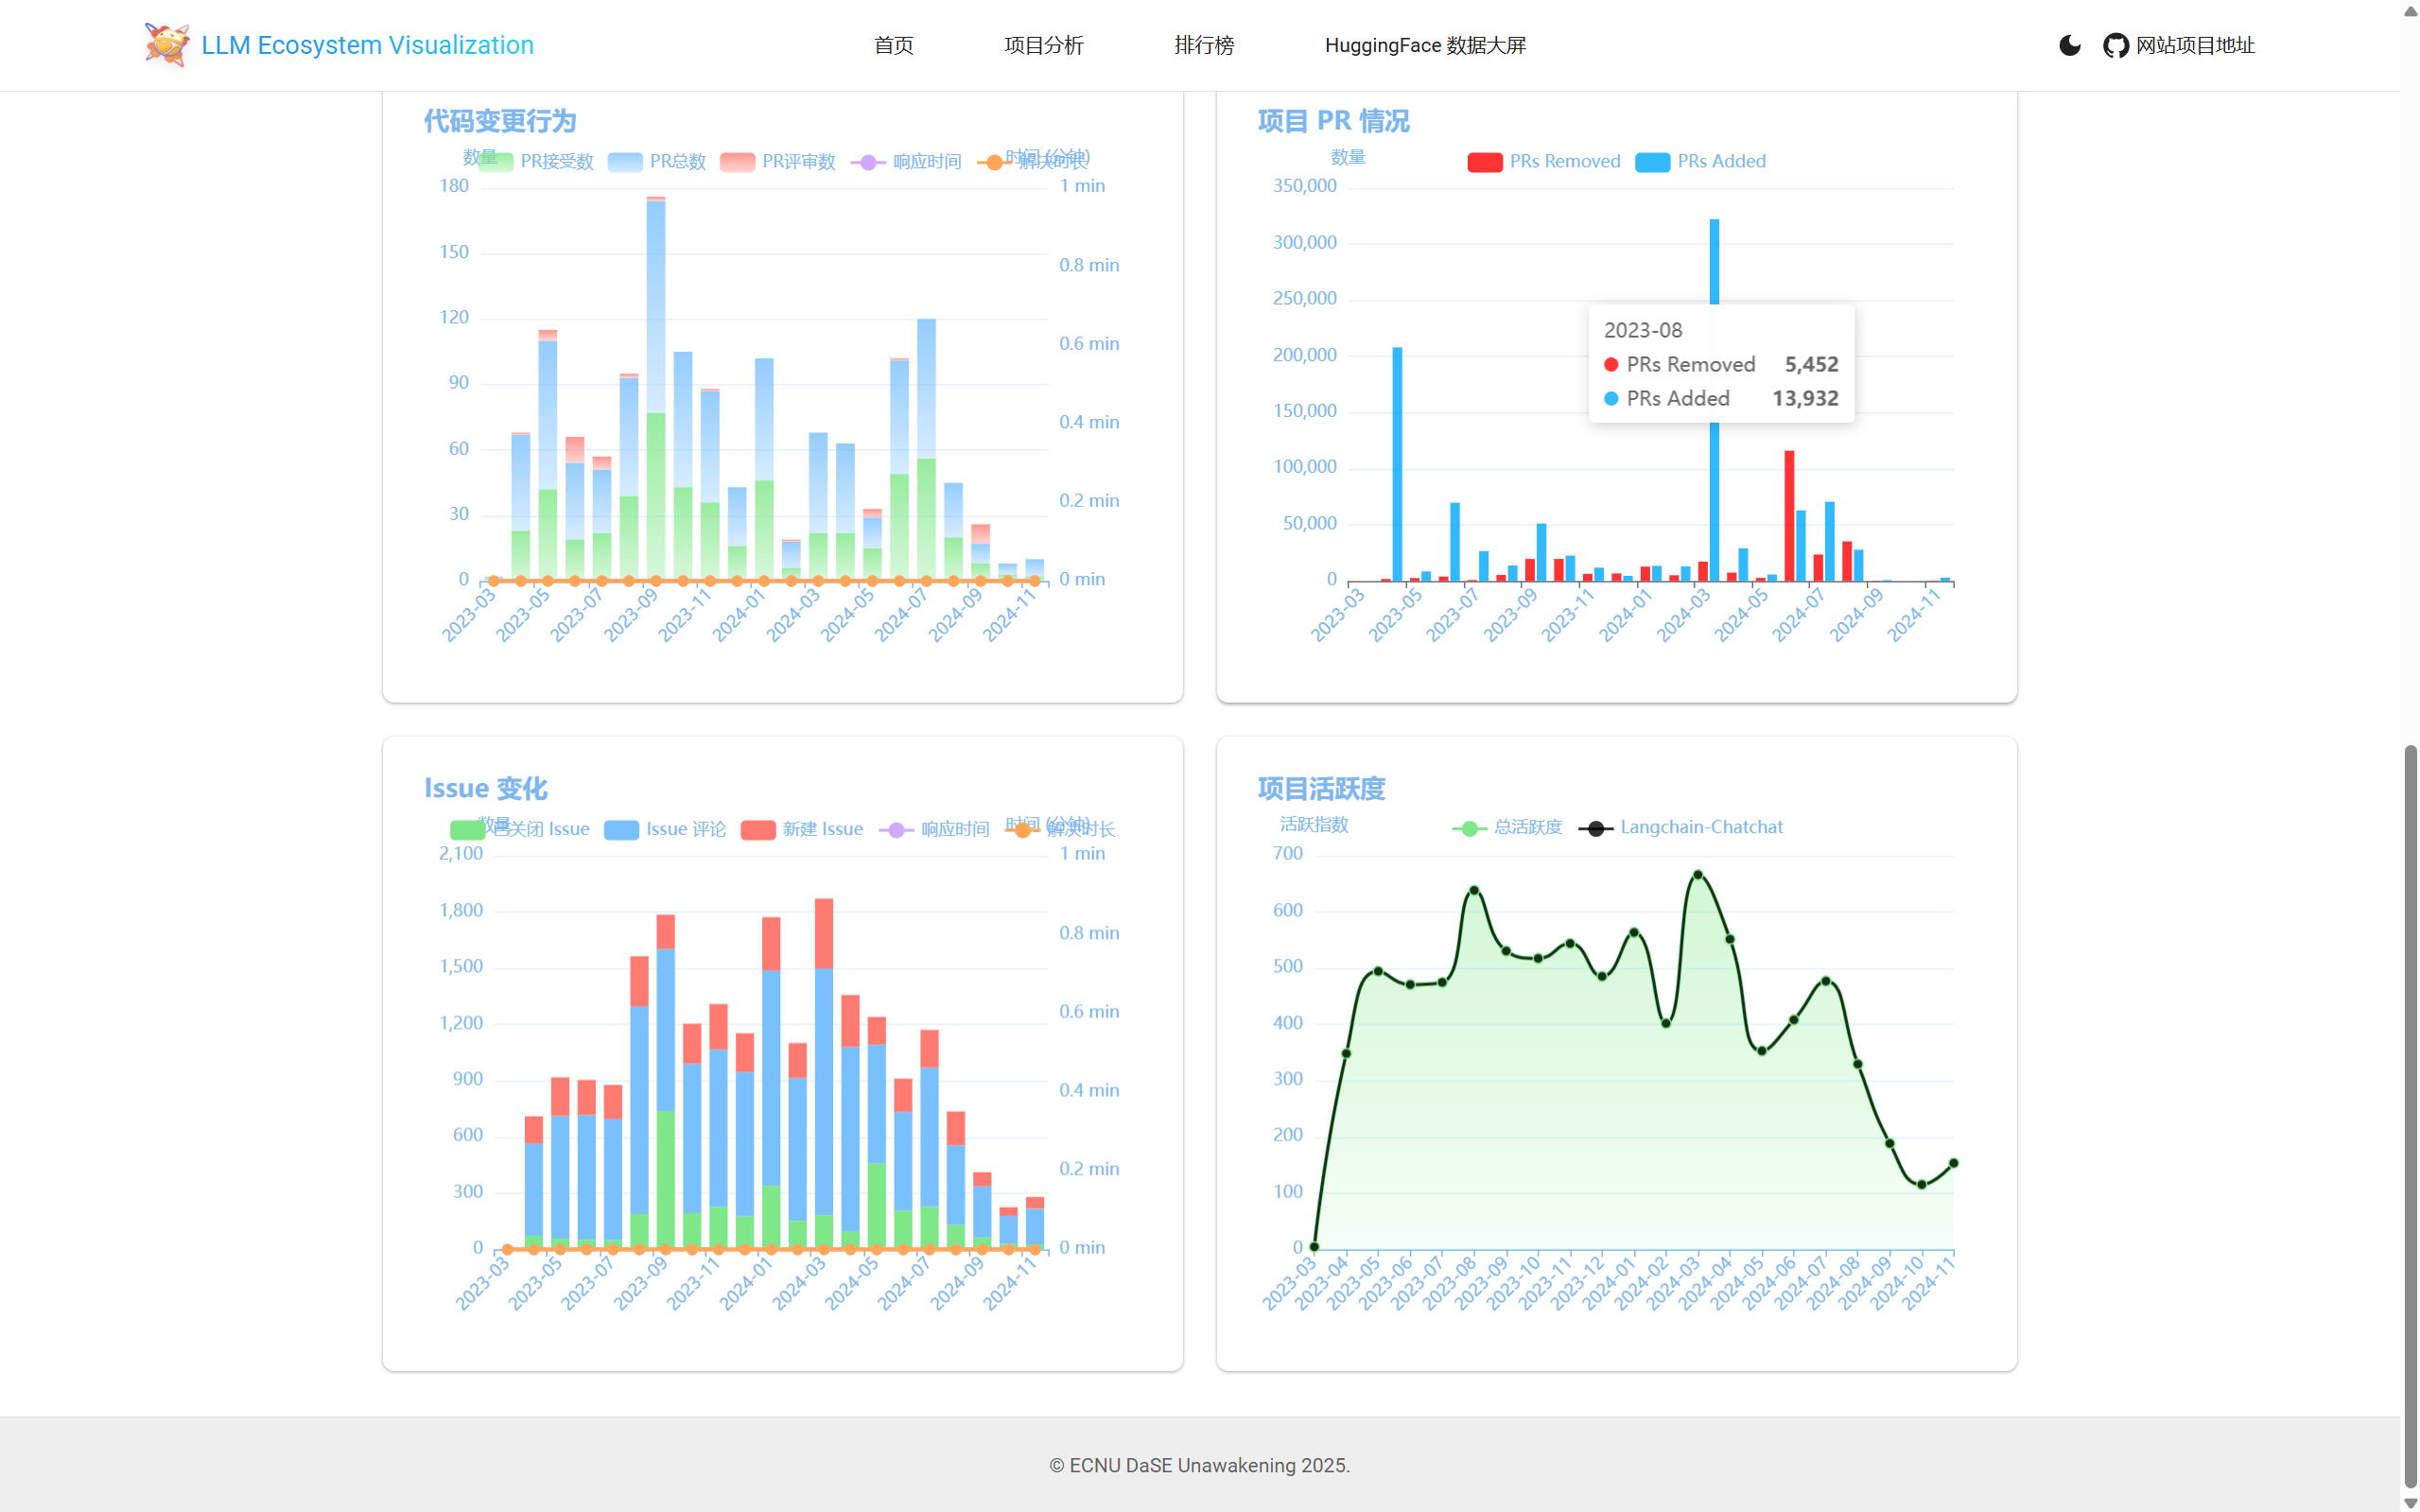 LLM Ecosystem Visualization
首页
项目分析
排行榜
HuggingFace 数据大屏
网站项目地址
代码变更行为
数量
PR接受数
PR总数
PR评审数
响应时间
解决时长
时间 (分钟)
180
150
120
90
60
30
0
1 min
0.8 min
0.6 min
0.4 min
0.2 min
0 min
2023-03
2023-05
2023-07
2023-09
2023-11
2024-01
2024-03
2024-05
2024-07
2024-09
2024-11
项目 PR 情况
数量
PRs Removed
PRs Added
350,000
300,000
250,000
200,000
150,000
100,000
50,000
0
2023-08
PRs Removed 5,452
PRs Added 13,932
2023-03
2023-05
2023-07
2023-09
2023-11
2024-01
2024-03
2024-05
2024-07
2024-09
2024-11
Issue 变化
数量
已关闭 Issue
Issue 评论
新建 Issue
响应时间
解决时长
时间 (分钟)
2,100
1,800
1,500
1,200
900
600
300
0
1 min
0.8 min
0.6 min
0.4 min
0.2 min
0 min
2023-03
2023-05
2023-07
2023-09
2023-11
2024-01
2024-03
2024-05
2024-07
2024-09
2024-11
项目活跃度
活跃指数
总活跃度
Langchain-Chatchat
700
600
500
400
300
200
100
0
2023-03
2023-04
2023-05
2023-06
2023-07
2023-08
2023-09
2023-10
2023-11
2023-12
2024-01
2024-02
2024-03
2024-04
2024-05
2024-06
2024-07
2024-08
2024-09
2024-10
2024-11
© ECNU DaSE Unawakening 2025.